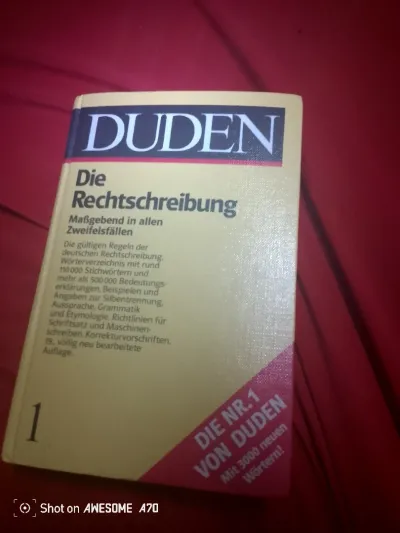 DUDEN
Die
Rechtschreibung
Maßgebend in allen
Zweifelsfällen
Die gültigen Regeln der
deutschen Rechtschreibung.
Wörterverzeichnis mit rund
110 000 Stichwörtern und
mehr als 500 000 Bedeutungs-
erklärungen, Beispielen und
Angaben zur Silbentrennung,
Aussprache, Grammatik
und Etymologie. Richtlinien für
Schriftsatz und Maschinen-
schreiben. Korrekturvorschriften.
völlig neu bearbeitete
Auflage.
1
DIE NR. 1
VON DUDEN
Mit 3000 neuen
Wörtern!
Shot on AWESOME A70